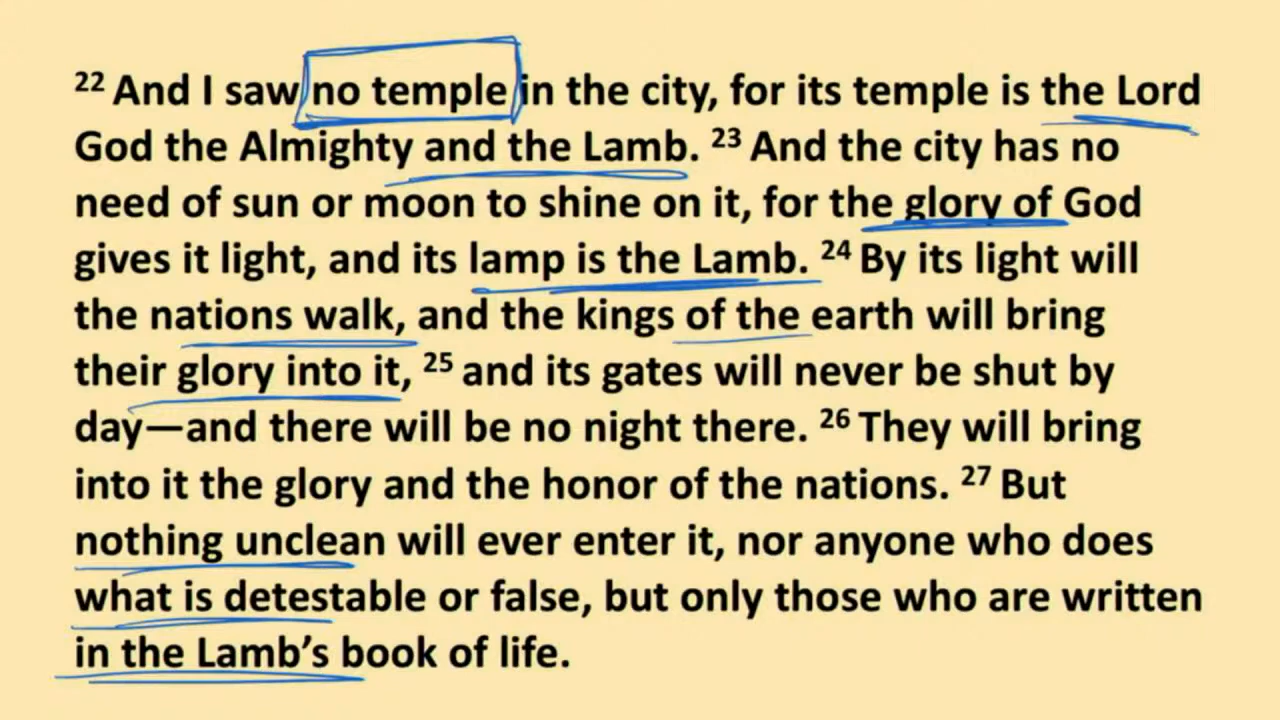 22 And I saw no temple in the city, for its temple is the Lord
God the Almighty and the Lamb. 23 And the city has no
need of sun or moon to shine on it, for the glory of God
gives it light, and its lamp is the Lamb. 24 By its light will
the nations walk, and the kings of the earth will bring
their glory into it, 25 and its gates will never be shut by
day—and there will be no night there. 26 They will bring
into it the glory and the honor of the nations. 27 But
nothing unclean will ever enter it, nor anyone who does
what is detestable or false, but only those who are written
in the Lamb’s book of life.